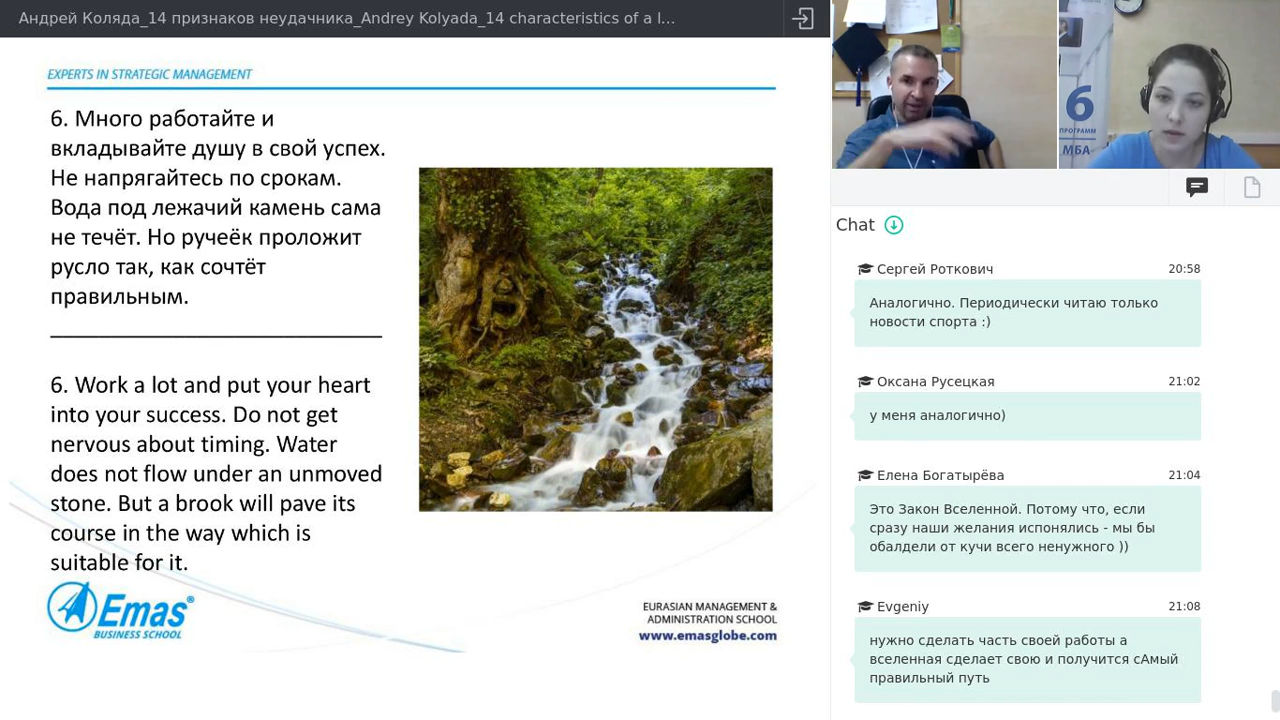 Андрей Коляда_14 признаков неудачника_Andrey Kolyada_14 characteristics of a l...
EXPERTS IN STRATEGIC MANAGEMENT
6. Много работайте и
вкладывайте душу в свой успех.
Не напрягайтесь по срокам.
Вода под лежачий камень сама
не течёт. Но ручеёк проложит
русло так, как сочтёт
правильным.
6. Work a lot and put your heart
into your success. Do not get
nervous about timing. Water
does not flow under an unmoved
stone. But a brook will pave its
course in the way which is
suitable for it.
Emas®
BUSINESS SCHOOL
EURASIAN MANAGEMENT &
ADMINISTRATION SCHOOL
www.emasglobe.com
6
ПРОГРАММ
МБА
Chat
Сергей Роткович 20:58
Аналогично. Периодически читаю только
новости спорта :)
Оксана Русецкая 21:02
у меня аналогично)
Елена Богатырёва 21:04
Это Закон Вселенной. Потому что, если
сразу наши желания испонялись - мы бы
обалдели от кучи всего ненужного ))
Evgeniy 21:08
нужно сделать часть своей работы а
вселенная сделает свою и получится сАмый
правильный путь